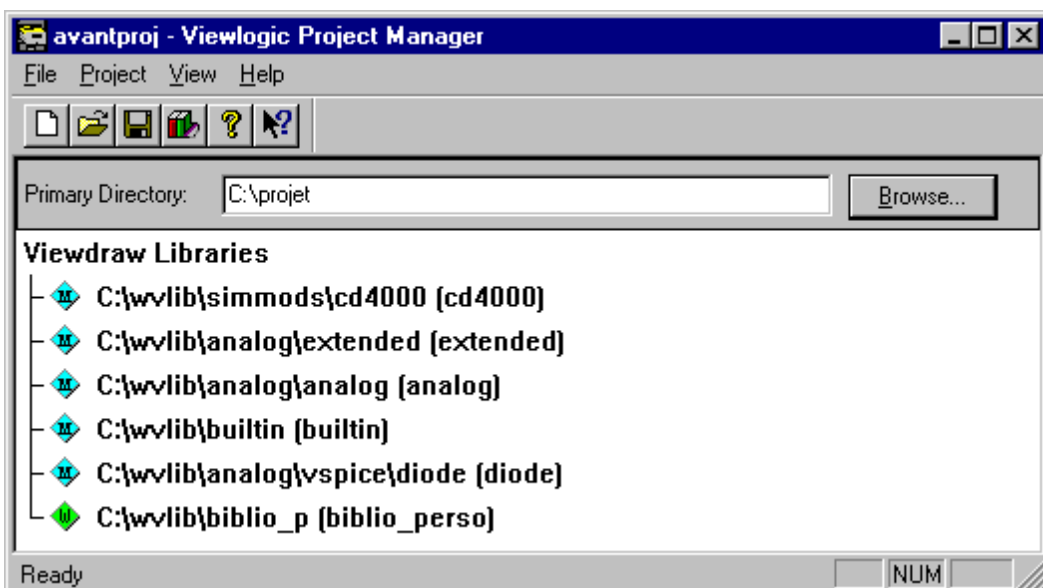 avantproj - Viewlogic Project Manager
File Project View Help
Primary Directory: C:\projet Browse...
Viewdraw Libraries
M C:\wvlib\simmods\cd4000 (cd4000)
M C:\wvlib\analog\extended (extended)
M C:\wvlib\analog\analog (analog)
M C:\wvlib\builtin (builtin)
M C:\wvlib\analog\vspice\diode (diode)
W C:\wvlib\biblio_p (biblio_perso)
Ready NUM